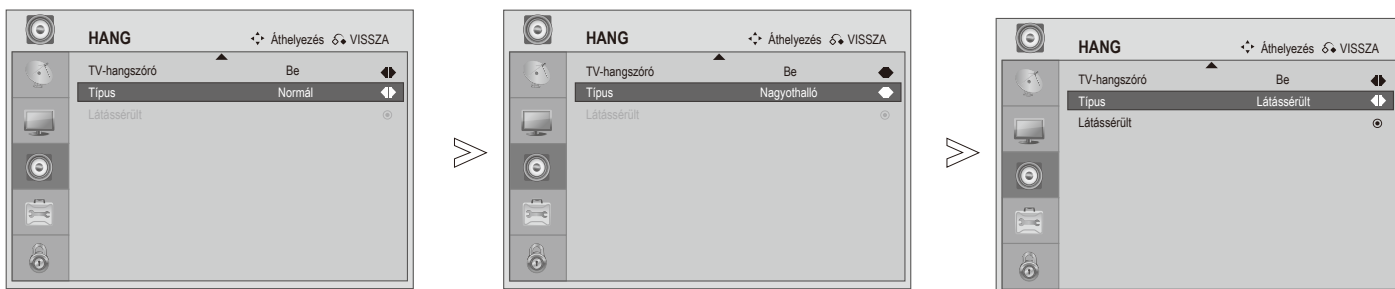 HANG Áthelyezés VISSZA
TV-hangszóró Be
Típus Normál
Látássérült
HANG Áthelyezés VISSZA
TV-hangszóró Be
Típus Nagyothalló
Látássérült
HANG Áthelyezés VISSZA
TV-hangszóró Be
Típus Látássérült
Látássérült